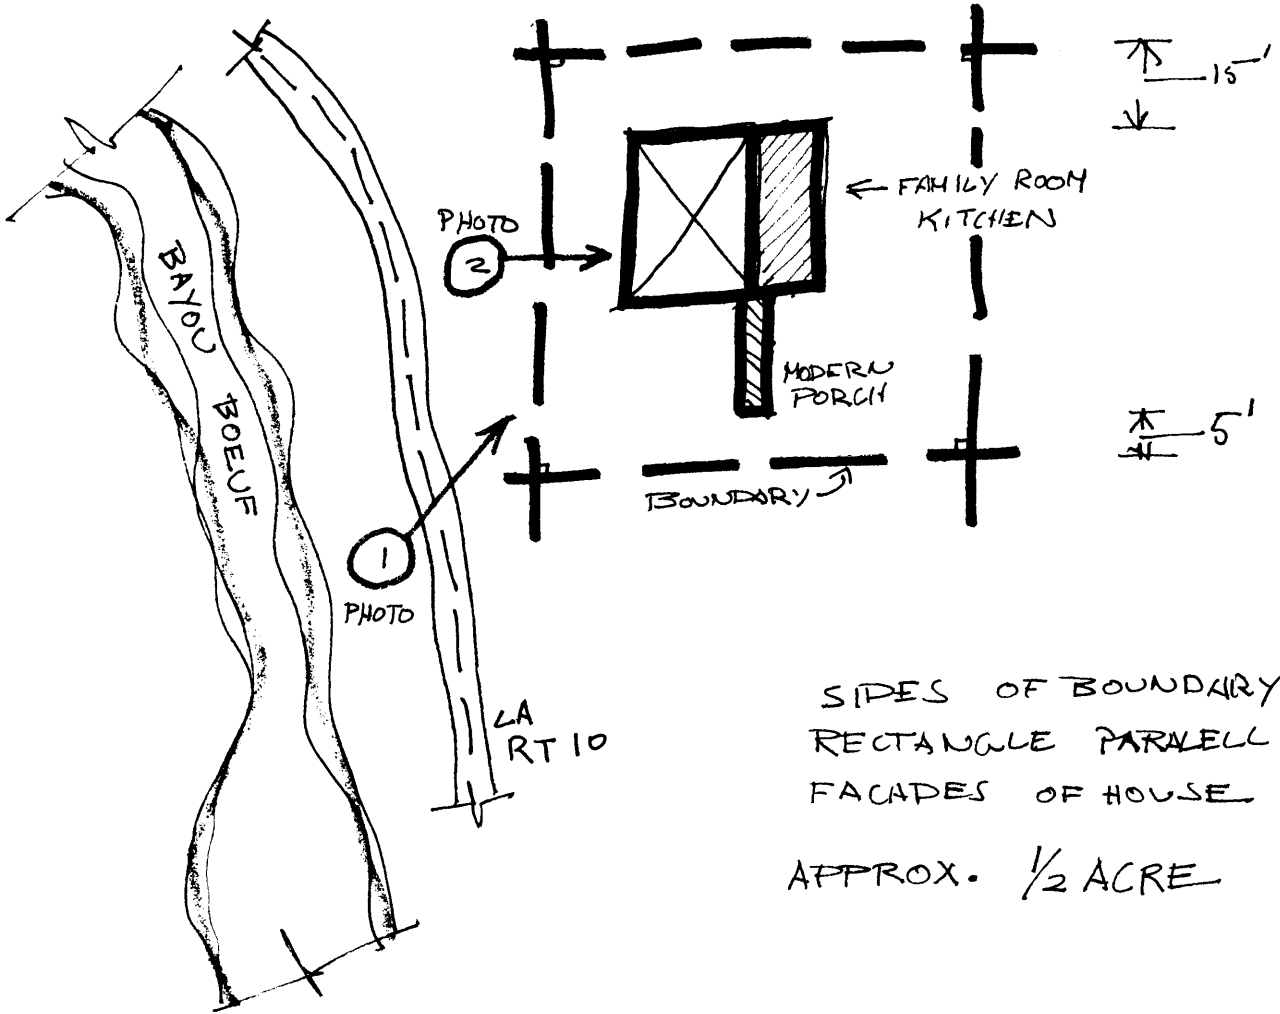 15'
FAMILY ROOM
KITCHEN
PHOTO
2
BAYOU BOEUF
MODERN
PORCH
5'
BOUNDARY
1
PHOTO
LA
RT 10
SIDES OF BOUNDARY
RECTANGLE PARALELL
FACADES OF HOUSE
APPROX. 1/2 ACRE